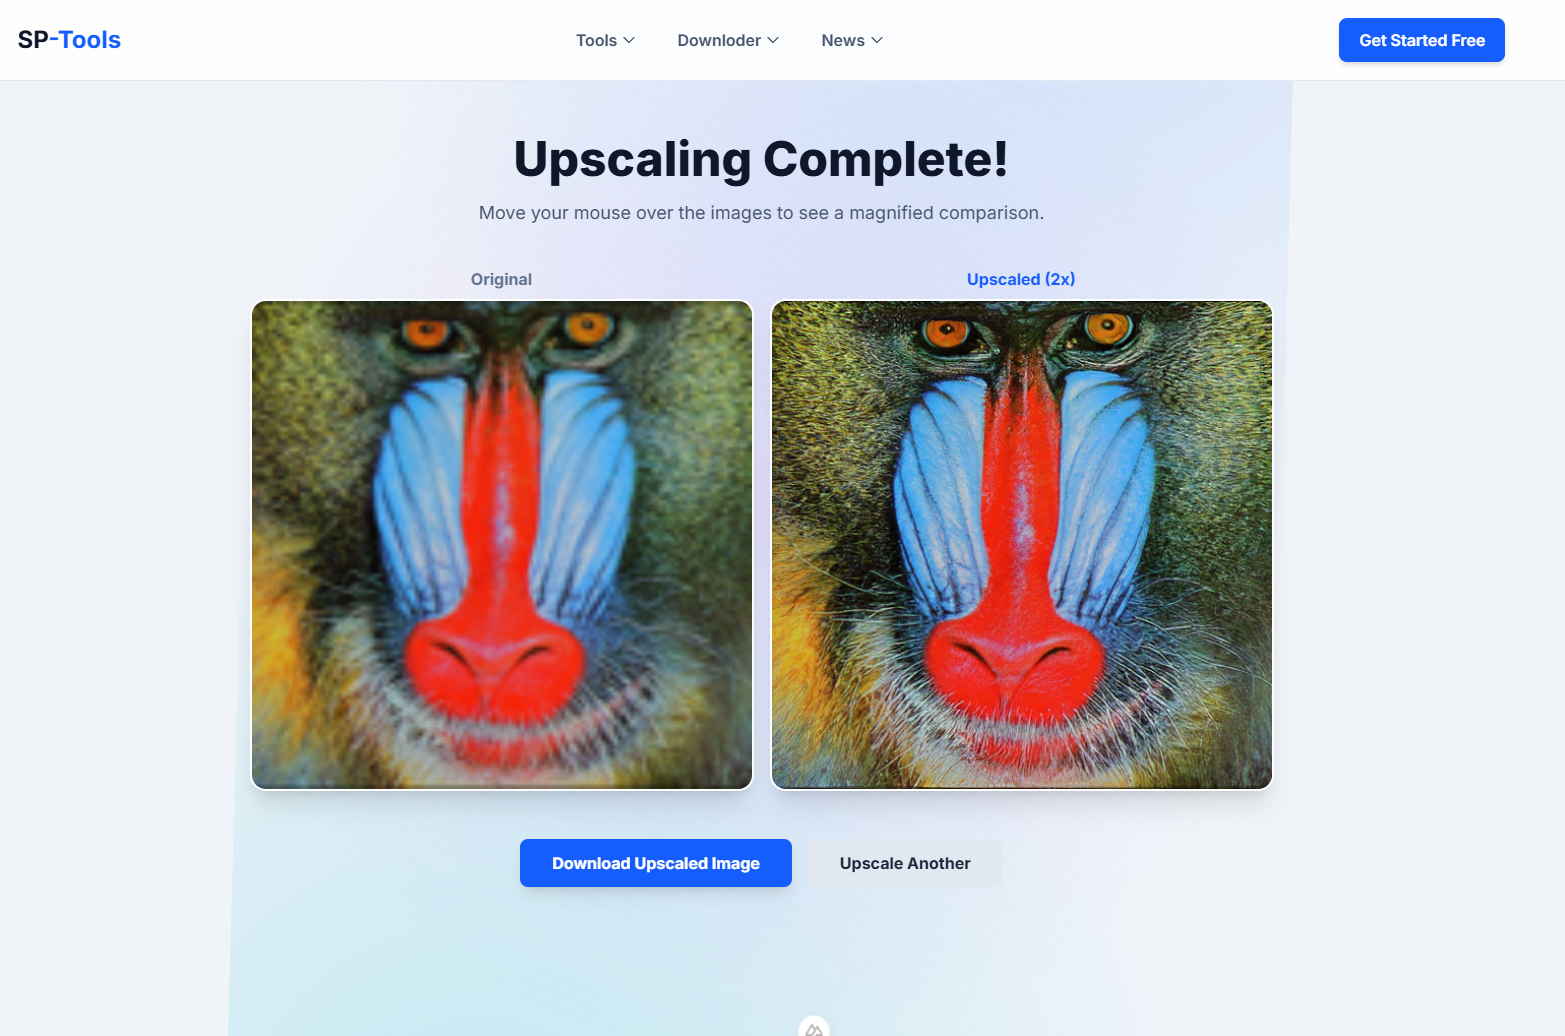 SP-Tools
Tools
Downloder
News
Get Started Free
Upscaling Complete!
Move your mouse over the images to see a magnified comparison.
Original
Upscaled (2x)
Download Upscaled Image
Upscale Another